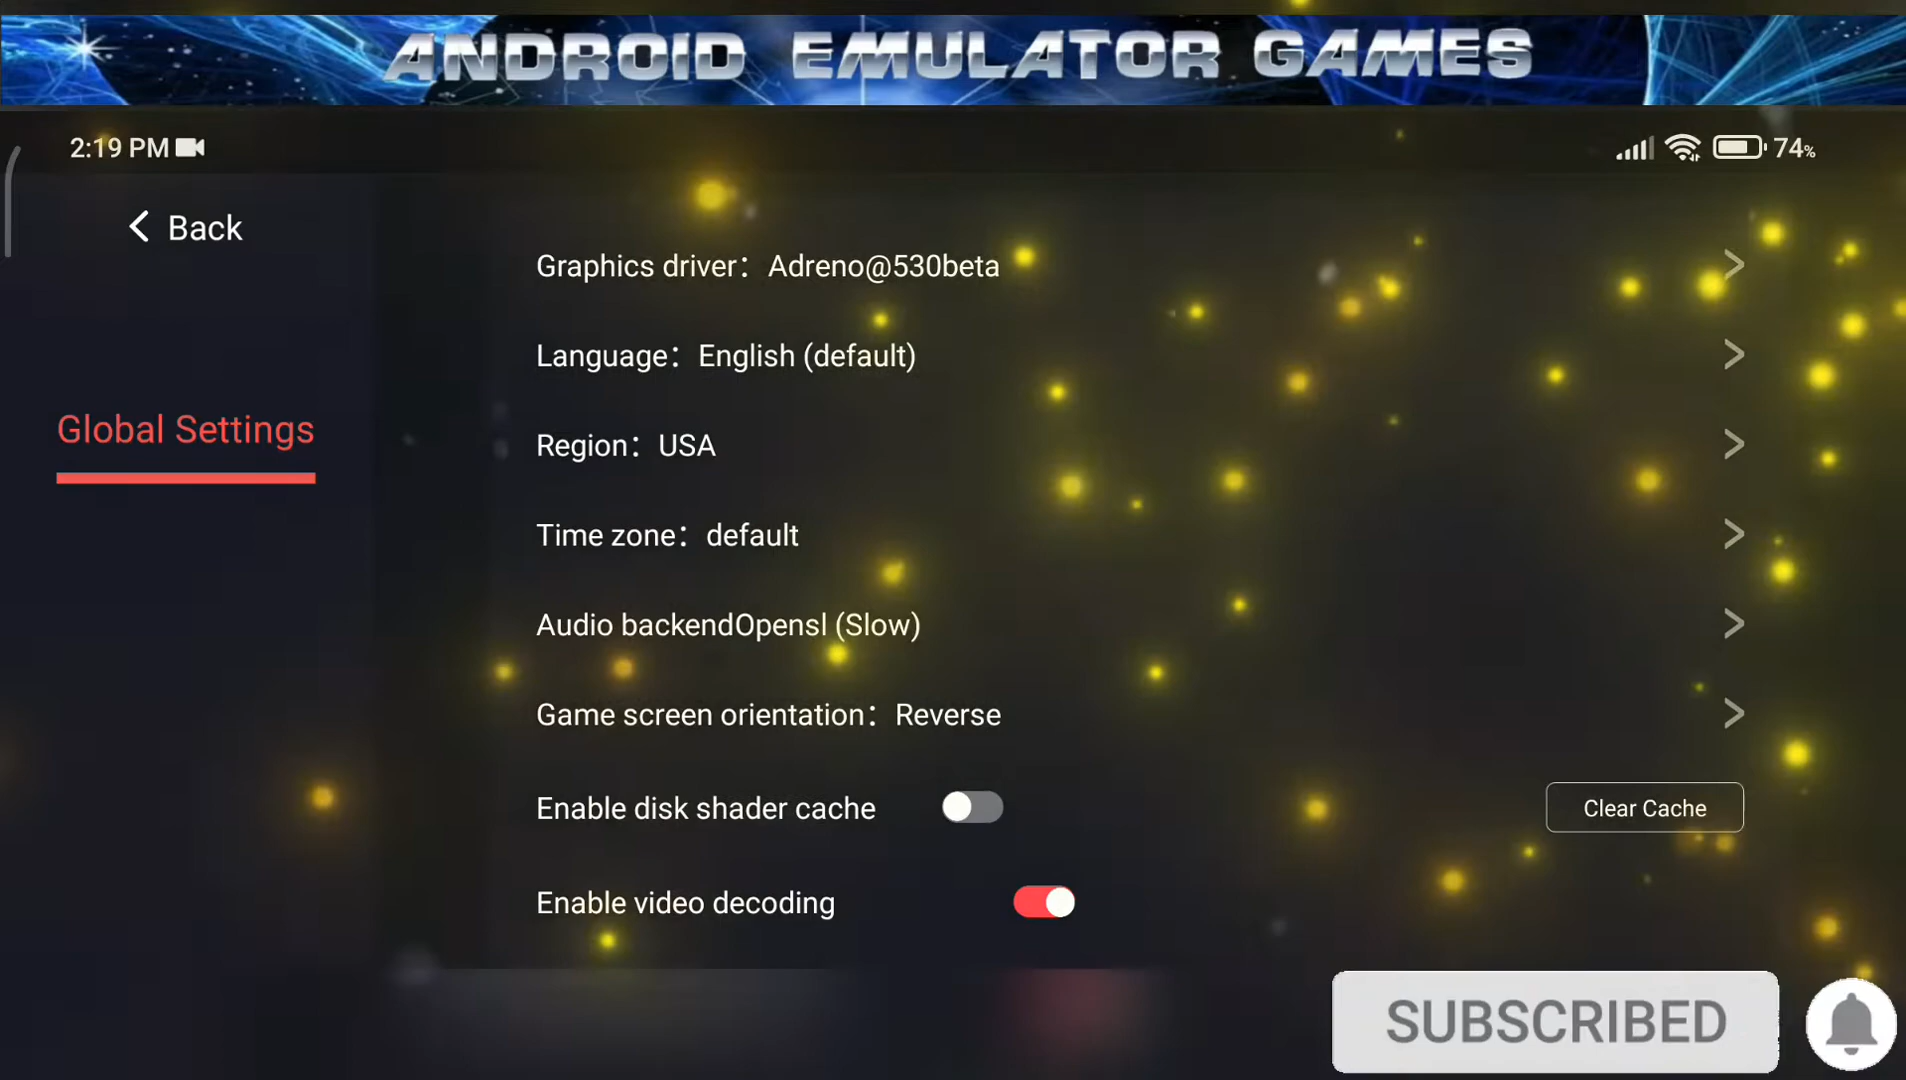 ANDROID EMULATOR GAMES
2:19 PM
74%
Back
Global Settings
Graphics driver：Adreno@530beta
Language：English (default)
Region：USA
Time zone：default
Audio backendOpensl (Slow)
Game screen orientation：Reverse
Enable disk shader cache
Clear Cache
Enable video decoding
SUBSCRIBED